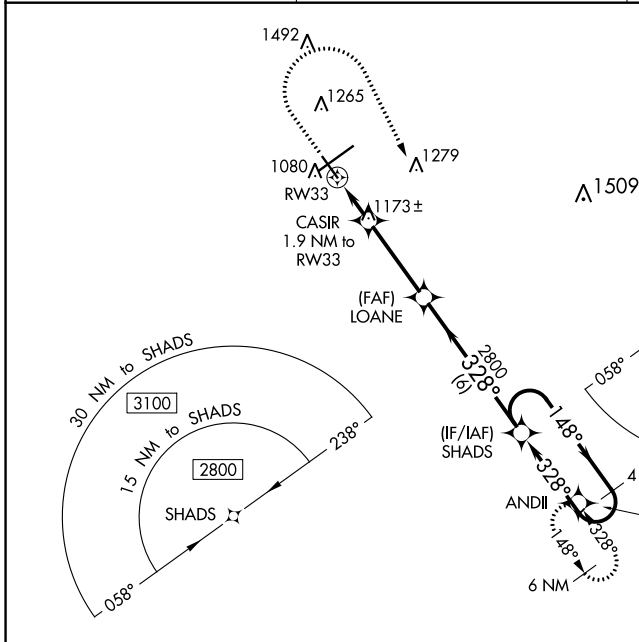 1492
1265
1080
1279
RW33
1509
1173±
CASIR
1.9 NM to
RW33
(FAF)
LOANE
2800
328°
(6)
058°
30 NM to SHADS
3100
15 NM to SHADS
2800
238°
SHADS
058°
(IF/IAF)
SHADS
148°
328°
4
ANDII
328°
148°
6 NM